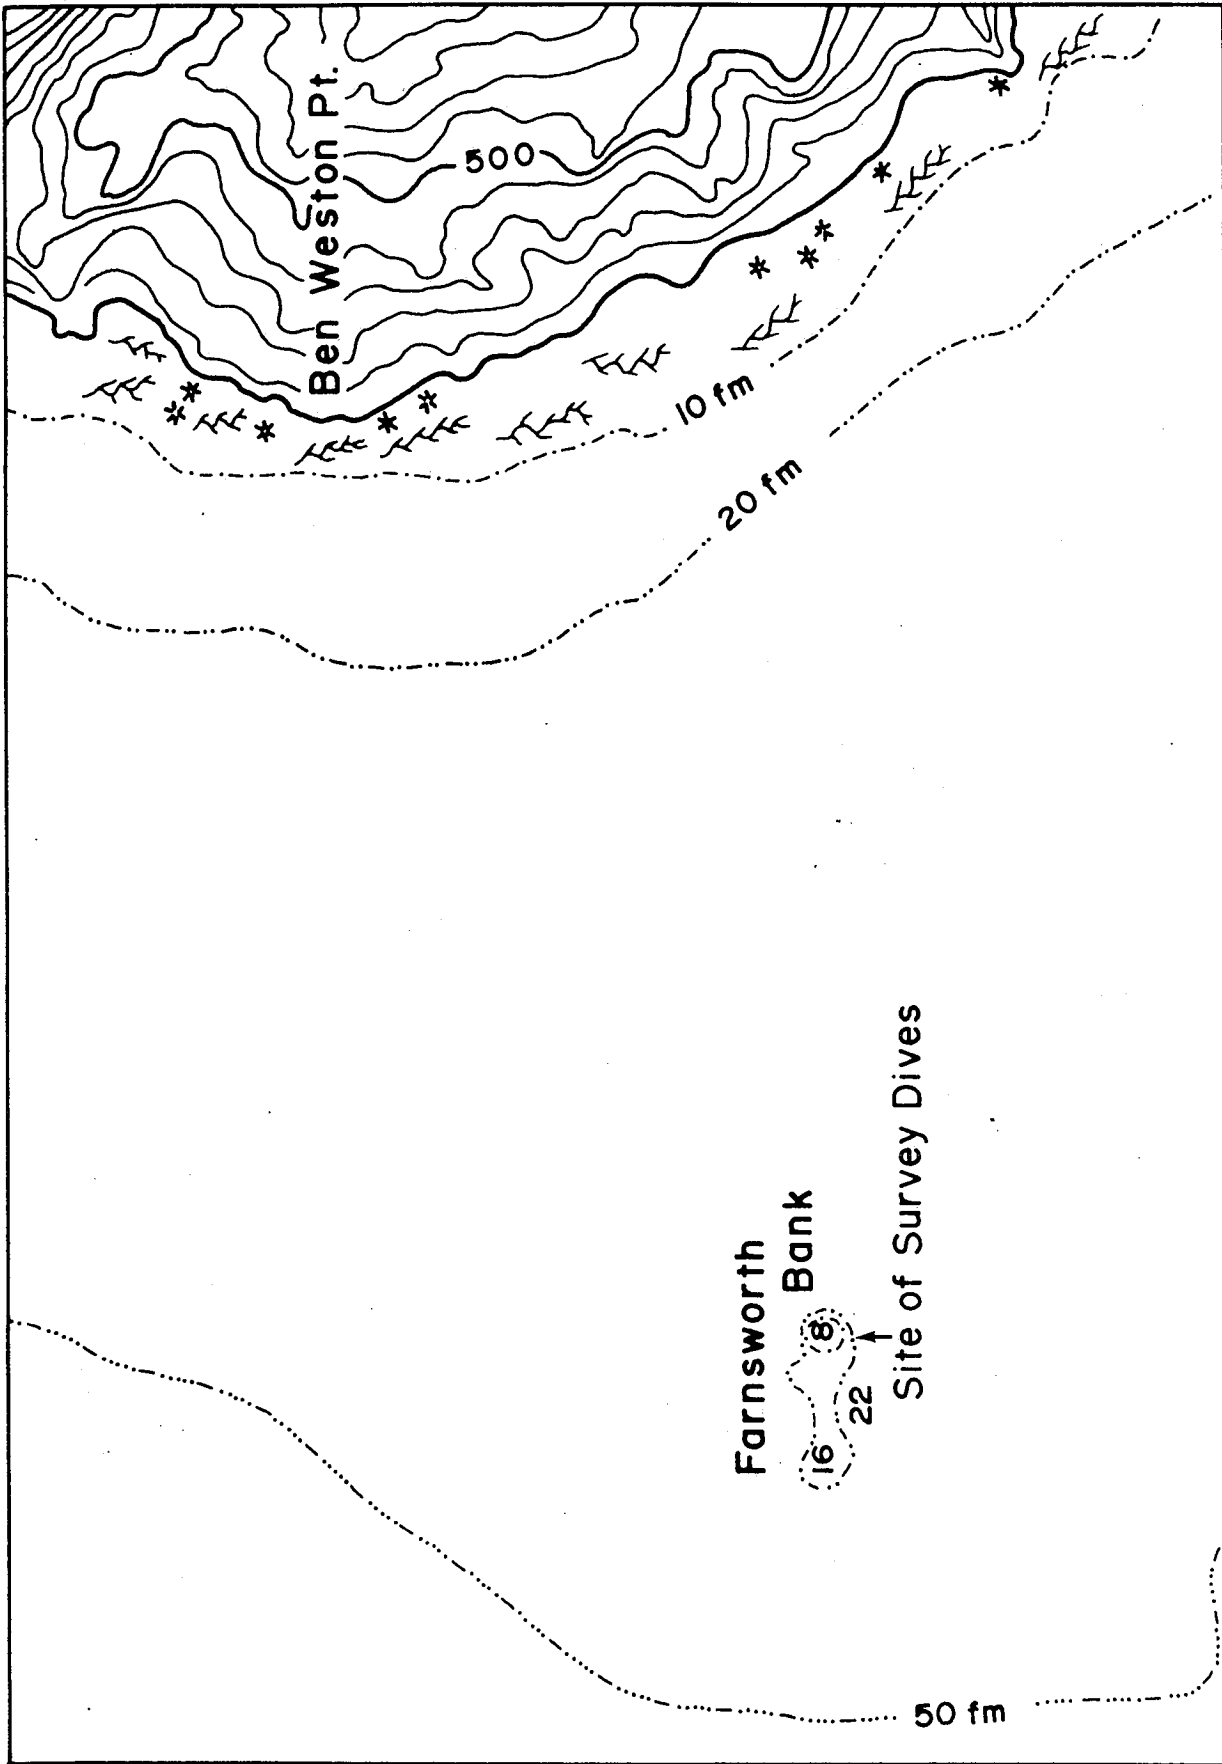 Ben Weston Pt.
500
10 fm
20 fm
Farnsworth
Bank
8
16
22
Site of Survey Dives
50 fm